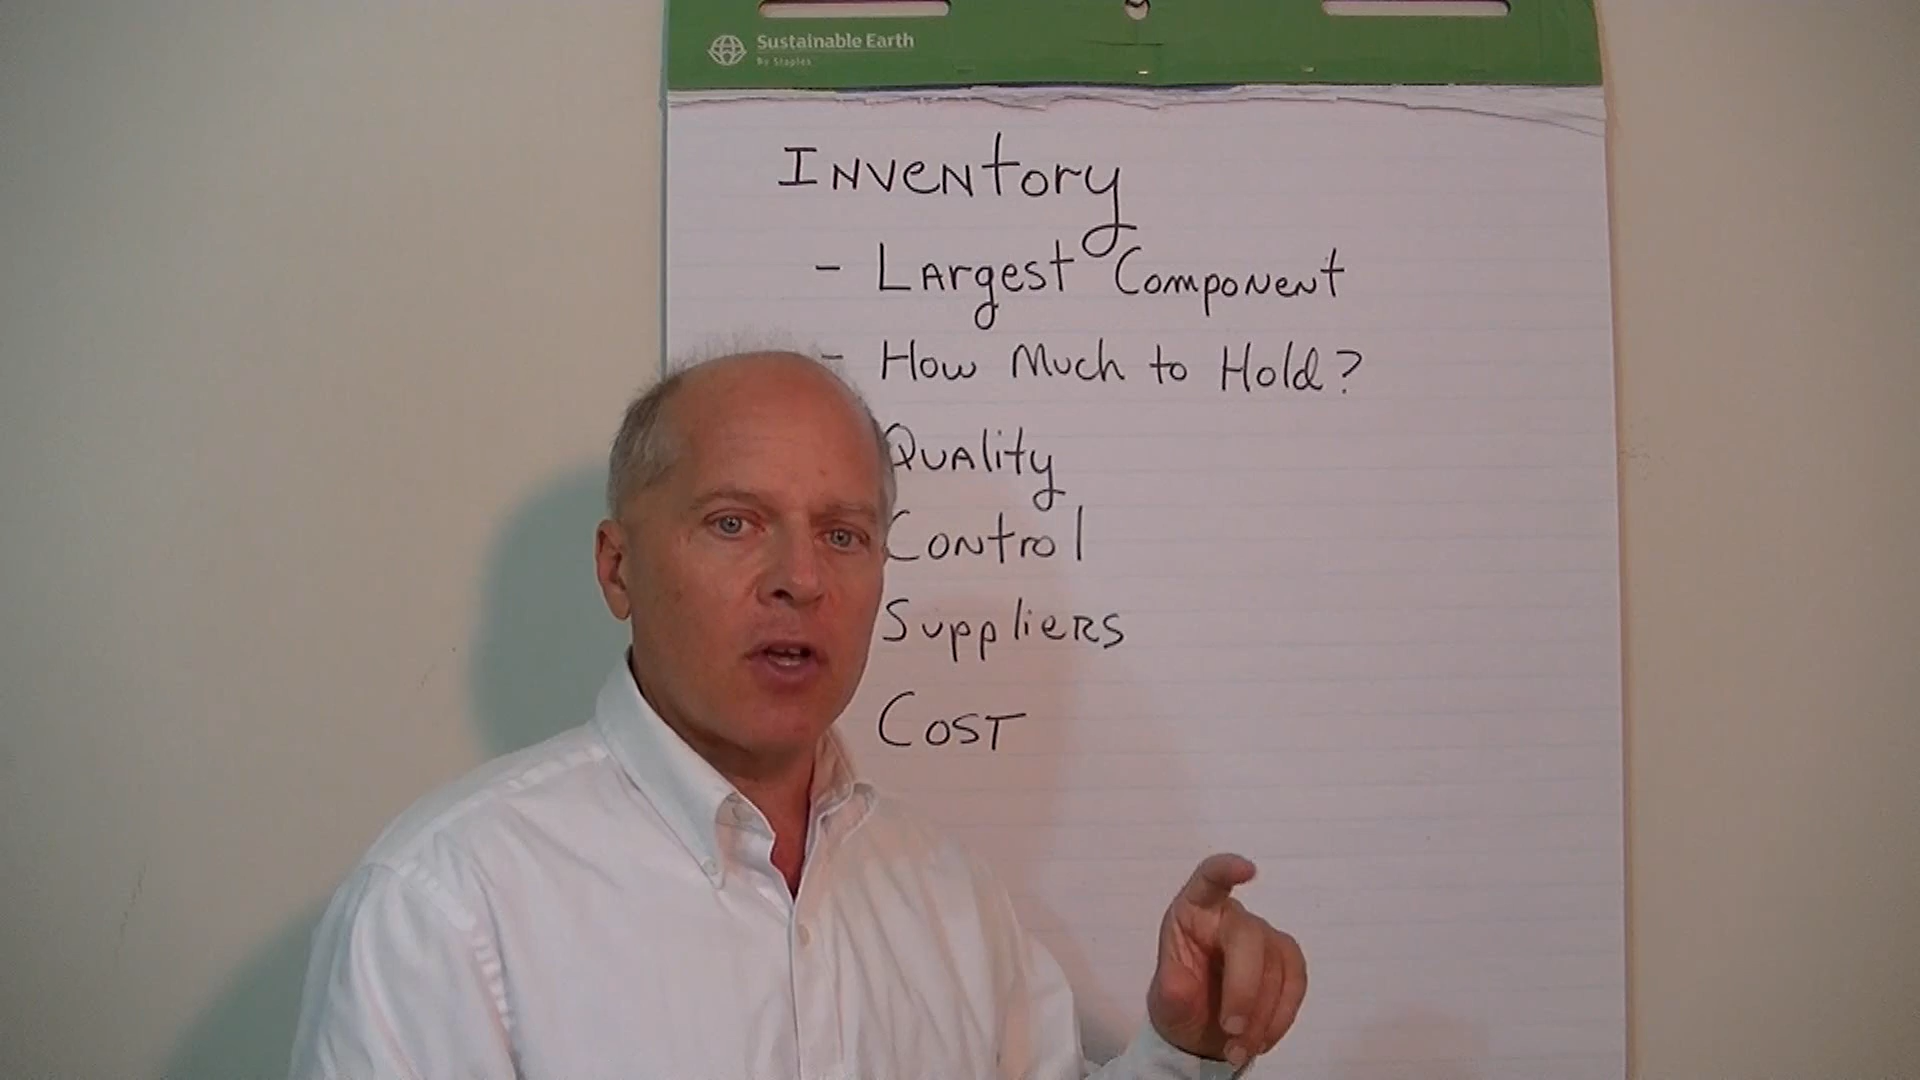 Sustainable Earth
By Staples
Inventory
- Largest Component
- How Much to Hold?
Quality
Control
Suppliers
Cost